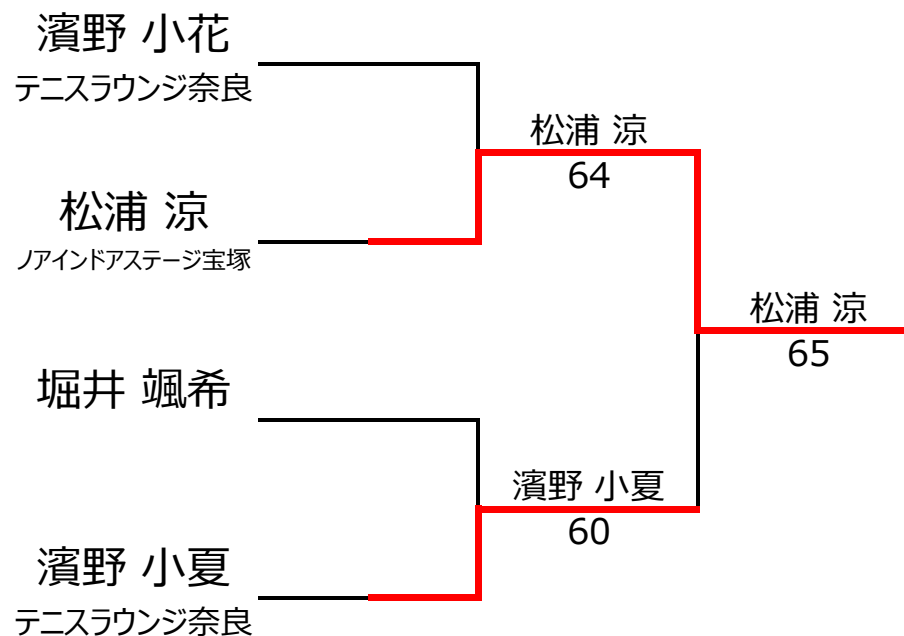 濱野 小花
テニスラウンジ奈良
松浦 涼
64
松浦 涼
ノアインドアステージ宝塚
松浦 涼
65
堀井 颯希
濱野 小夏
60
濱野 小夏
テニスラウンジ奈良